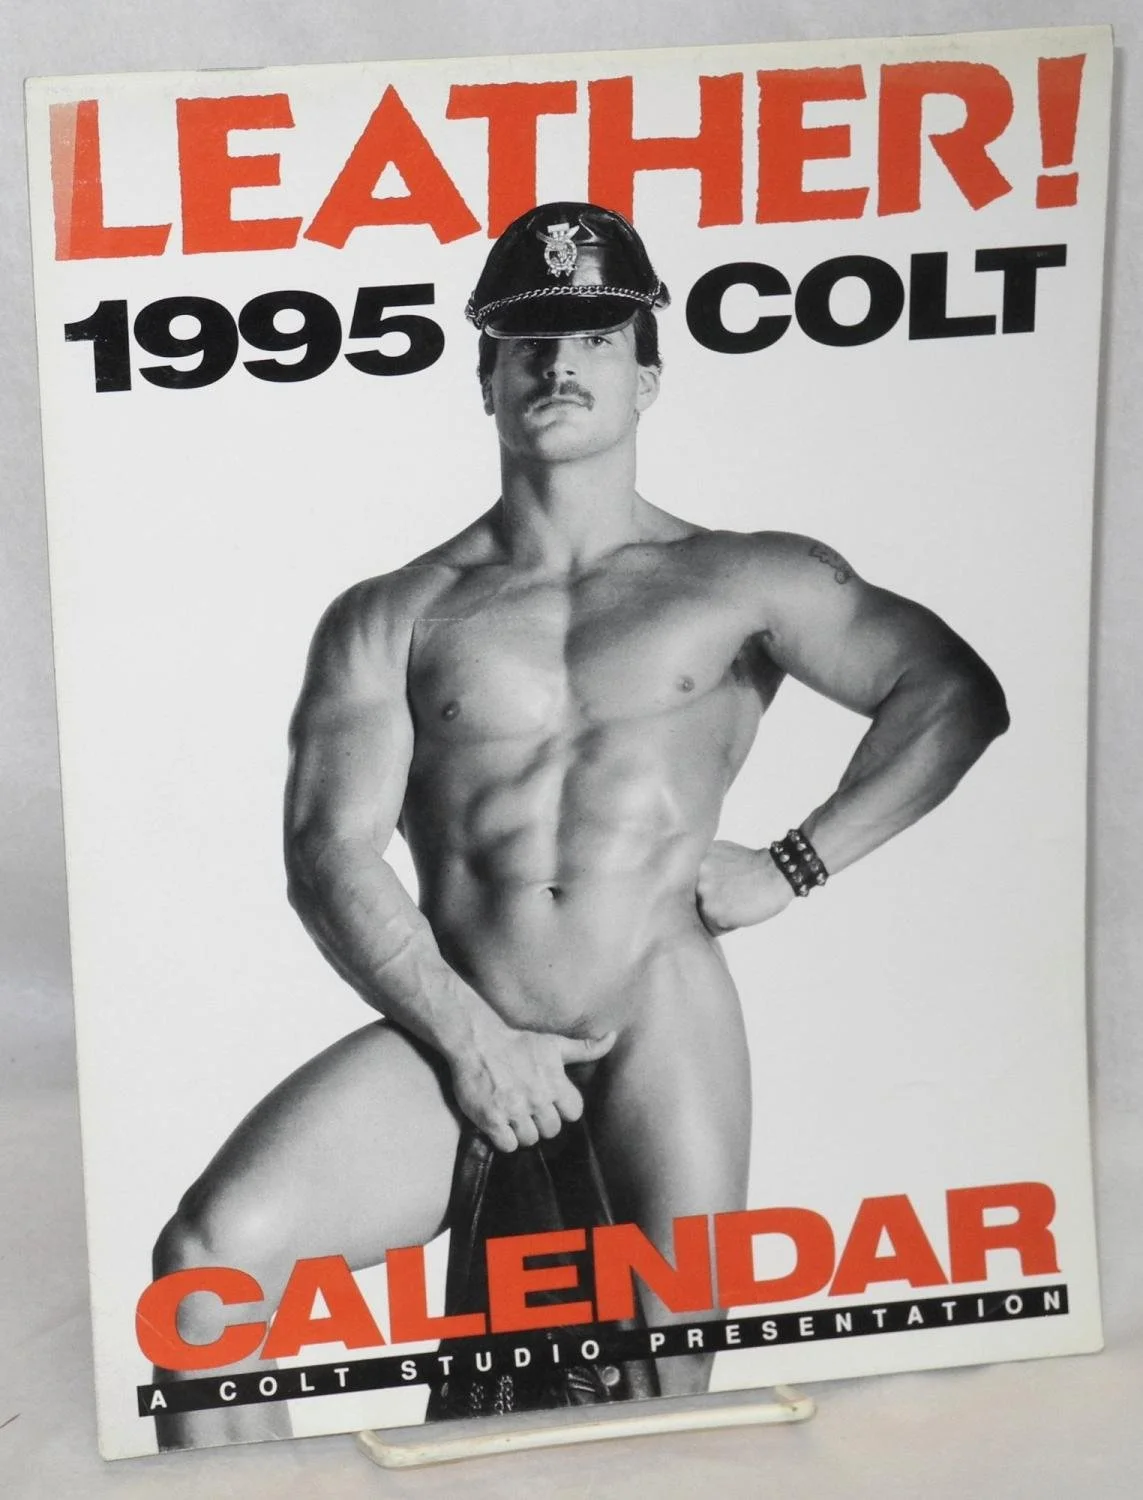 LEATHER!
1995 COLT
CALENDAR
A COLT STUDIO PRESENTATION